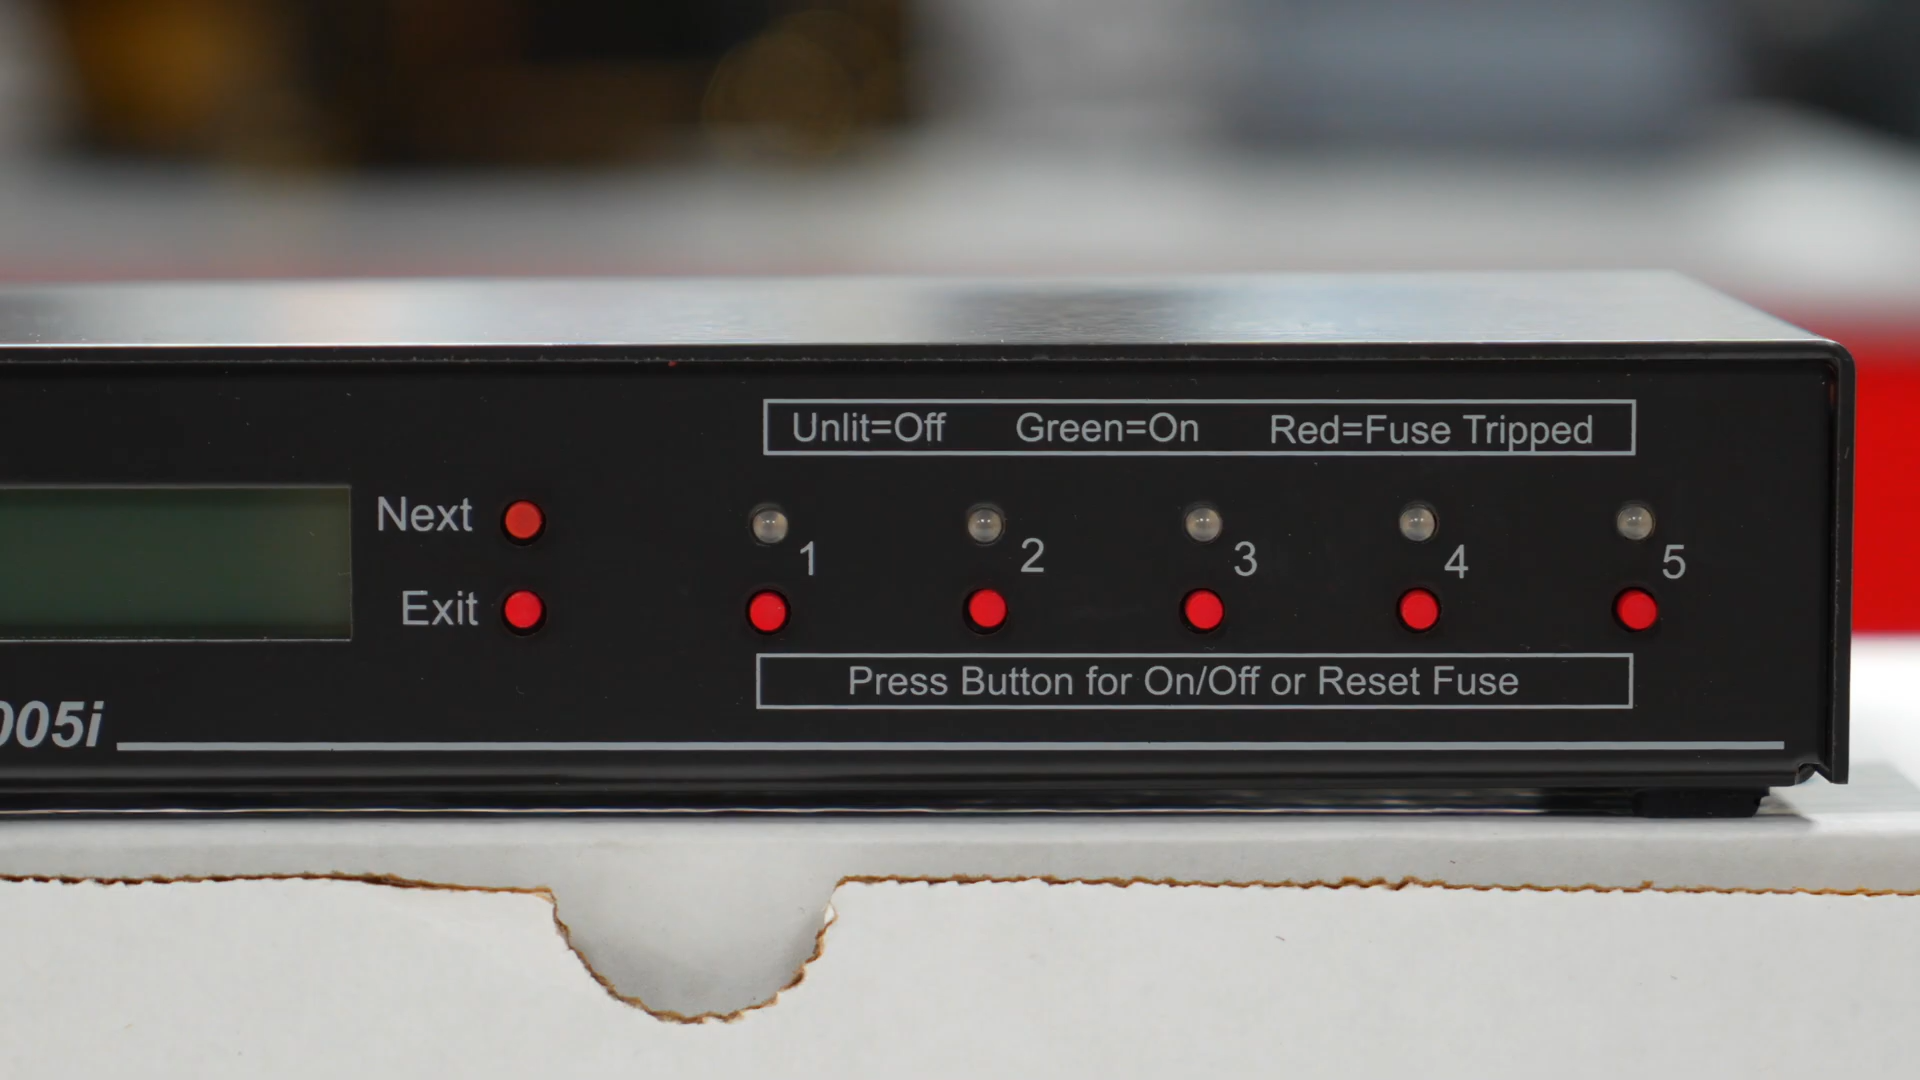 Unlit=Off Green=On Red=Fuse Tripped
Next
Exit
1 2 3 4 5
Press Button for On/Off or Reset Fuse
005i